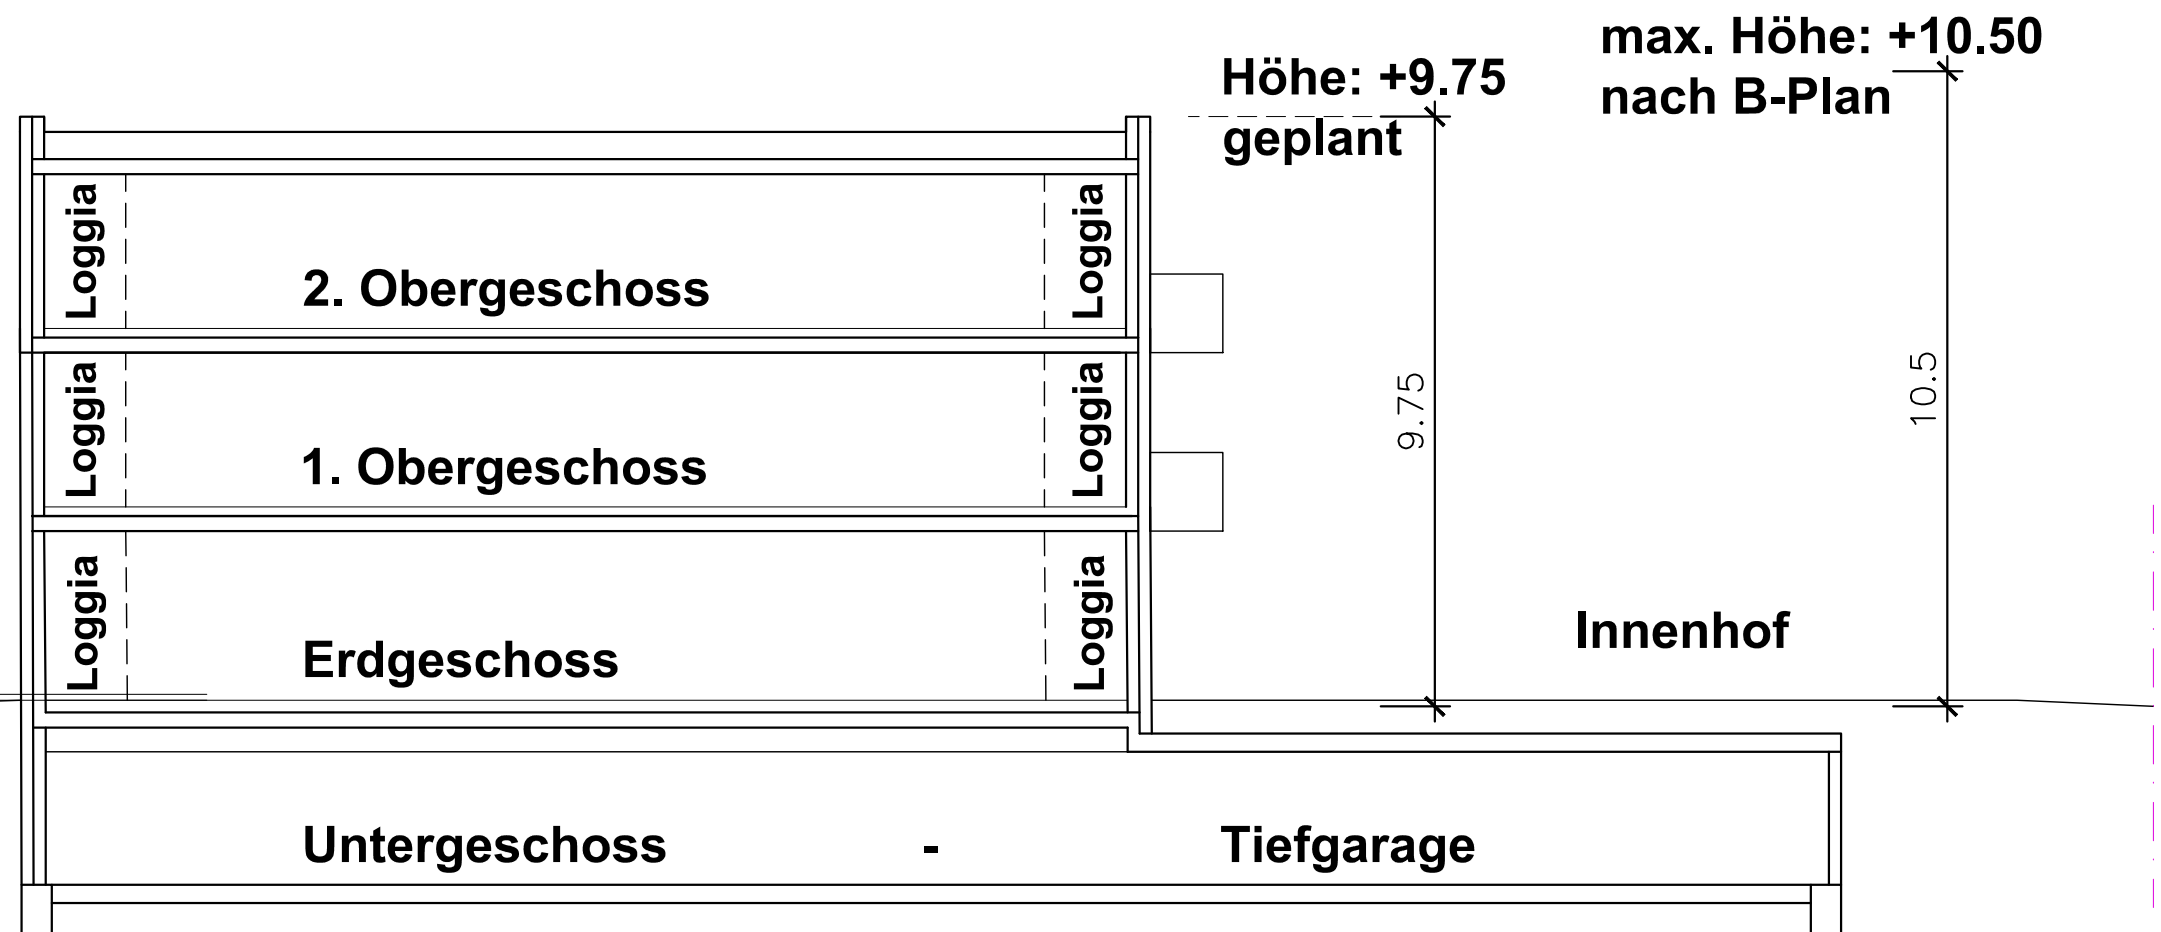 max. Höhe: +10.50
nach B-Plan
Höhe: +9.75
geplant
Loggia
2. Obergeschoss
Loggia
9.75
10.5
Loggia
1. Obergeschoss
Loggia
Loggia
Erdgeschoss
Loggia
Innenhof
Untergeschoss - Tiefgarage